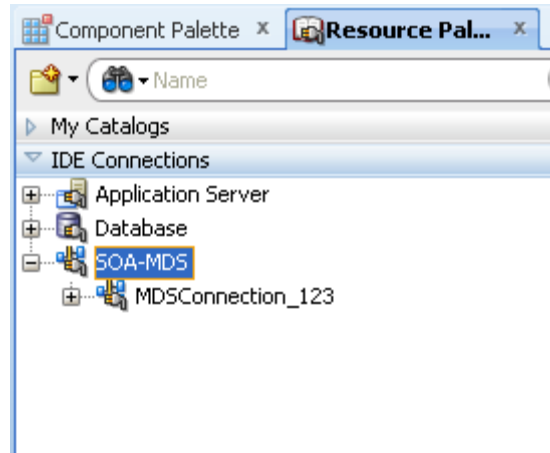 Component Palette x Resource Pal... x
Name
My Catalogs
IDE Connections
Application Server
Database
SOA-MDS
MDSConnection_123